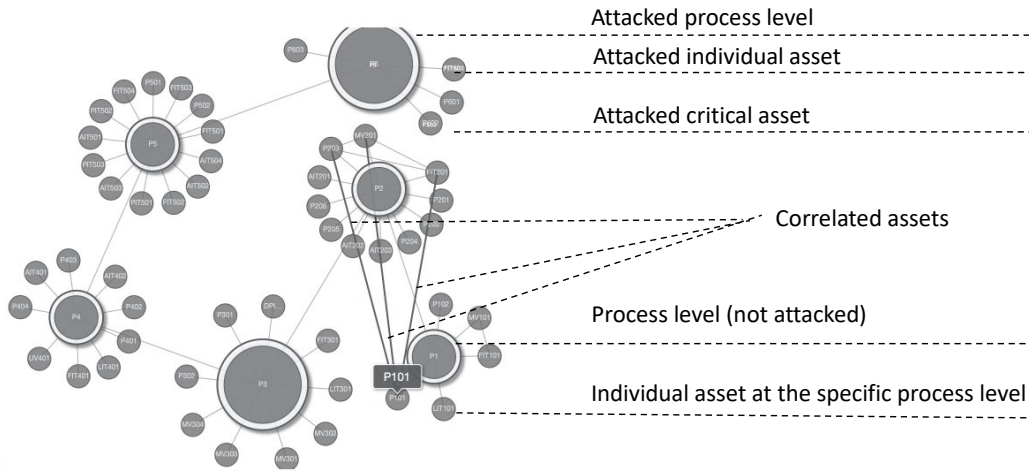 Attacked process level
Attacked individual asset
Attacked critical asset
Correlated assets
Process level (not attacked)
Individual asset at the specific process level
P603
FIT601
P601
P602
P501
FIT504
FIT503
PIT502
P502
AIT501
FIT501
P5
PIT503
AIT504
AIT503
AIT502
PIT501
FIT502
MV201
P203
FIT201
AIT201
P2
P206
P201
P205
AIT202
AIT203
P204
P403
AIT401
AIT402
P404
P4
P402
UV401
P401
FIT401
LIT401
P301
DPI...
FIT301
P302
P3
LIT301
MV304
MV302
MV303
MV301
P102
MV101
P1
FIT101
P101
P101
LIT101